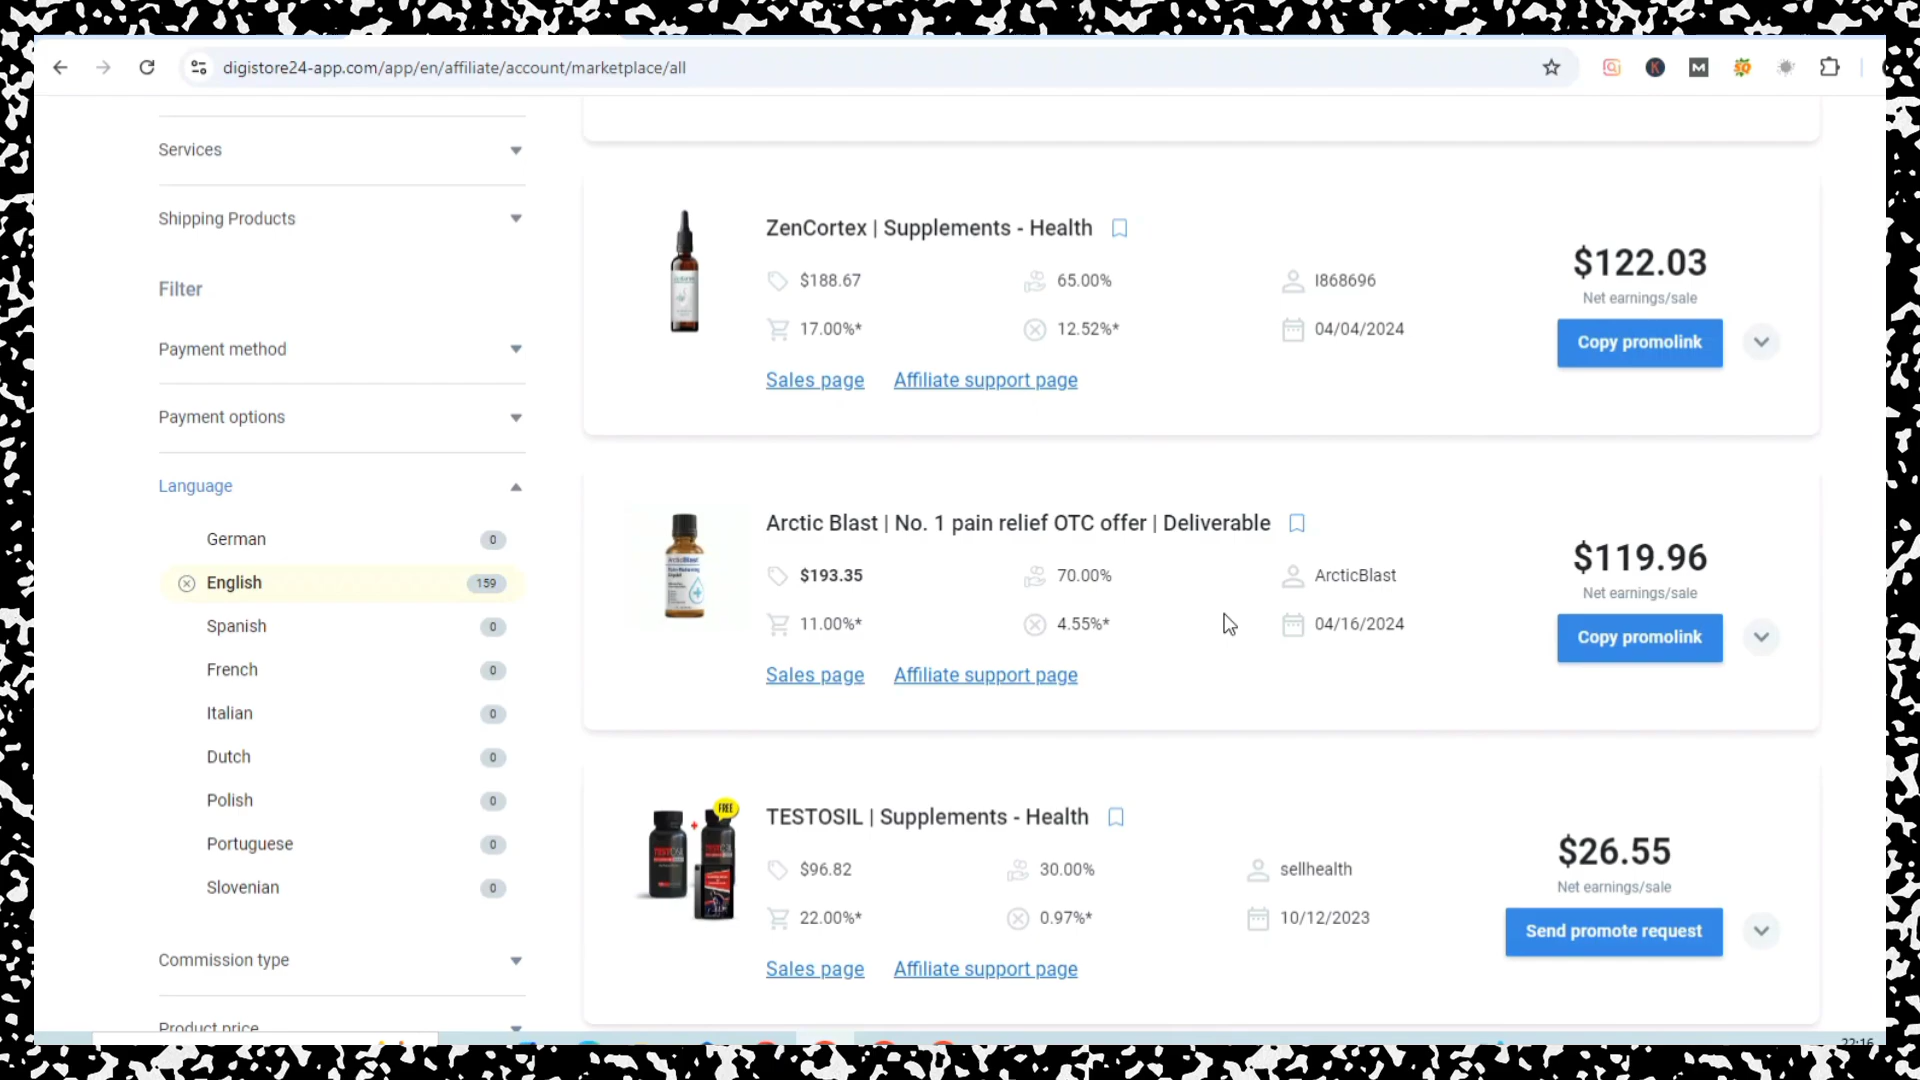 digistore24-app.com/app/en/affiliate/account/marketplace/all
Services
Shipping Products
Filter
Payment method
Payment options
Language
German 0
English 159
Spanish 0
French 0
Italian 0
Dutch 0
Polish 0
Portuguese 0
Slovenian 0
Commission type
Product price
ZenCortex | Supplements - Health
$188.67 65.00% I868696
17.00%* 12.52%* 04/04/2024
Sales page Affiliate support page
$122.03
Net earnings/sale
Copy promolink
Arctic Blast | No. 1 pain relief OTC offer | Deliverable
$193.35 70.00% ArcticBlast
11.00%* 4.55%* 04/16/2024
Sales page Affiliate support page
$119.96
Net earnings/sale
Copy promolink
FREE
TESTOSIL | Supplements - Health
$96.82 30.00% sellhealth
22.00%* 0.97%* 10/12/2023
Sales page Affiliate support page
$26.55
Net earnings/sale
Send promote request
22:16